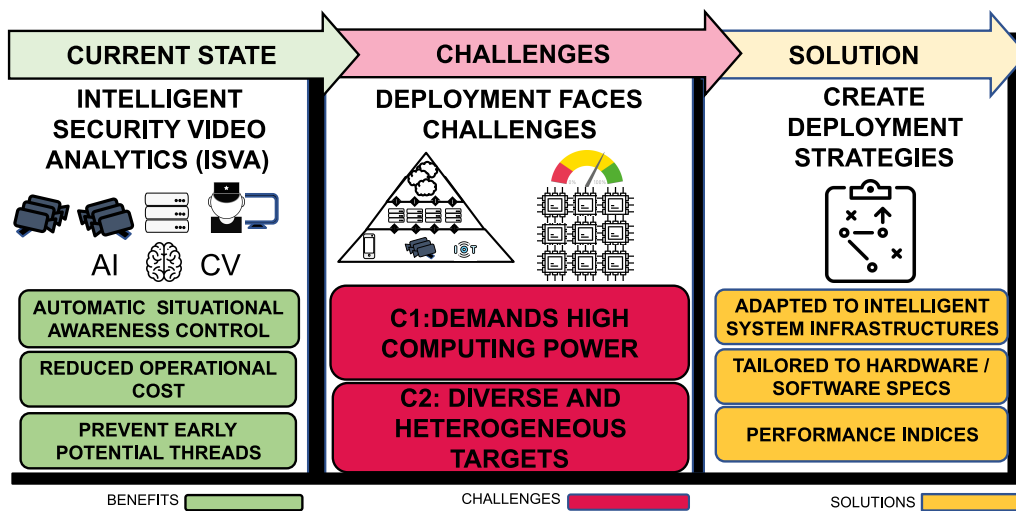 CURRENT STATE
CHALLENGES
SOLUTION
INTELLIGENT
SECURITY VIDEO
ANALYTICS (ISVA)
AI
CV
AUTOMATIC SITUATIONAL
AWARENESS CONTROL
REDUCED OPERATIONAL
COST
PREVENT EARLY
POTENTIAL THREADS
DEPLOYMENT FACES
CHALLENGES
IOT
C1:DEMANDS HIGH
COMPUTING POWER
C2: DIVERSE AND
HETEROGENEOUS
TARGETS
CREATE
DEPLOYMENT
STRATEGIES
ADAPTED TO INTELLIGENT
SYSTEM INFRASTRUCTURES
TAILORED TO HARDWARE /
SOFTWARE SPECS
PERFORMANCE INDICES
BENEFITS
CHALLENGES
SOLUTIONS